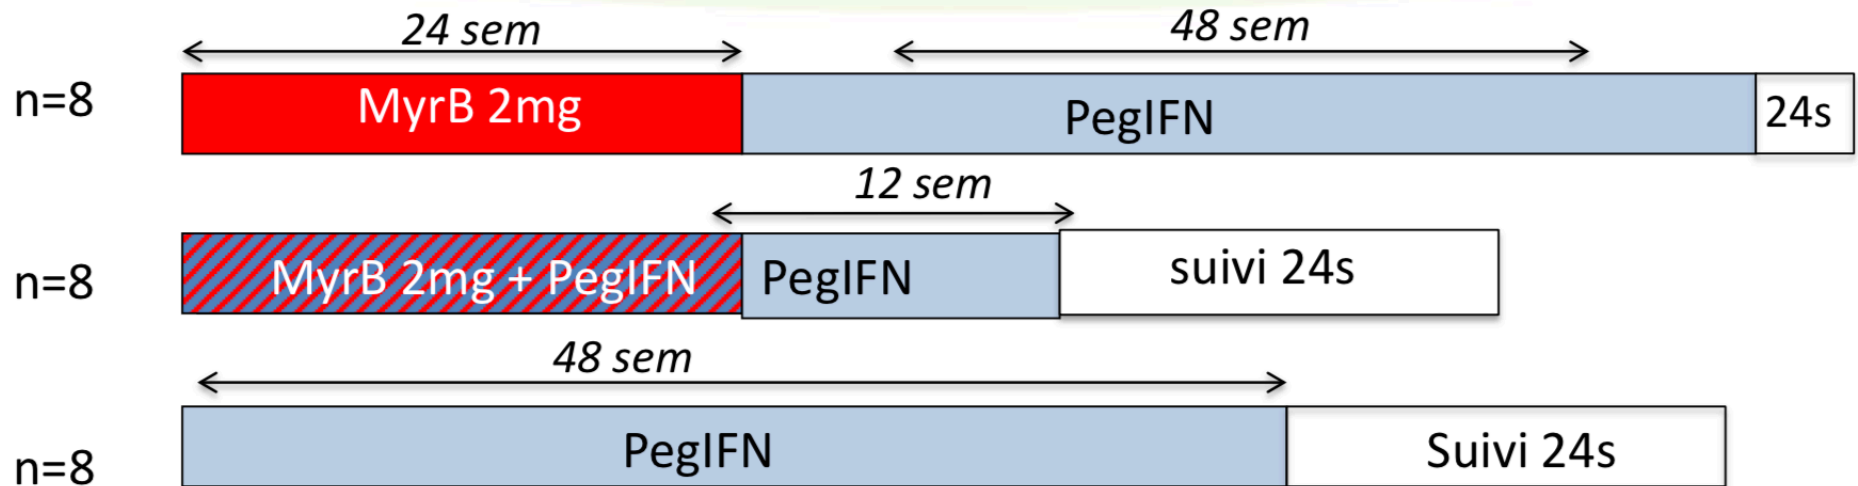 24 sem 48 sem
n=8 MyrB 2mg PegIFN 24s
12 sem
n=8 MyrB 2mg + PegIFN PegIFN suivi 24s
48 sem
n=8 PegIFN Suivi 24s